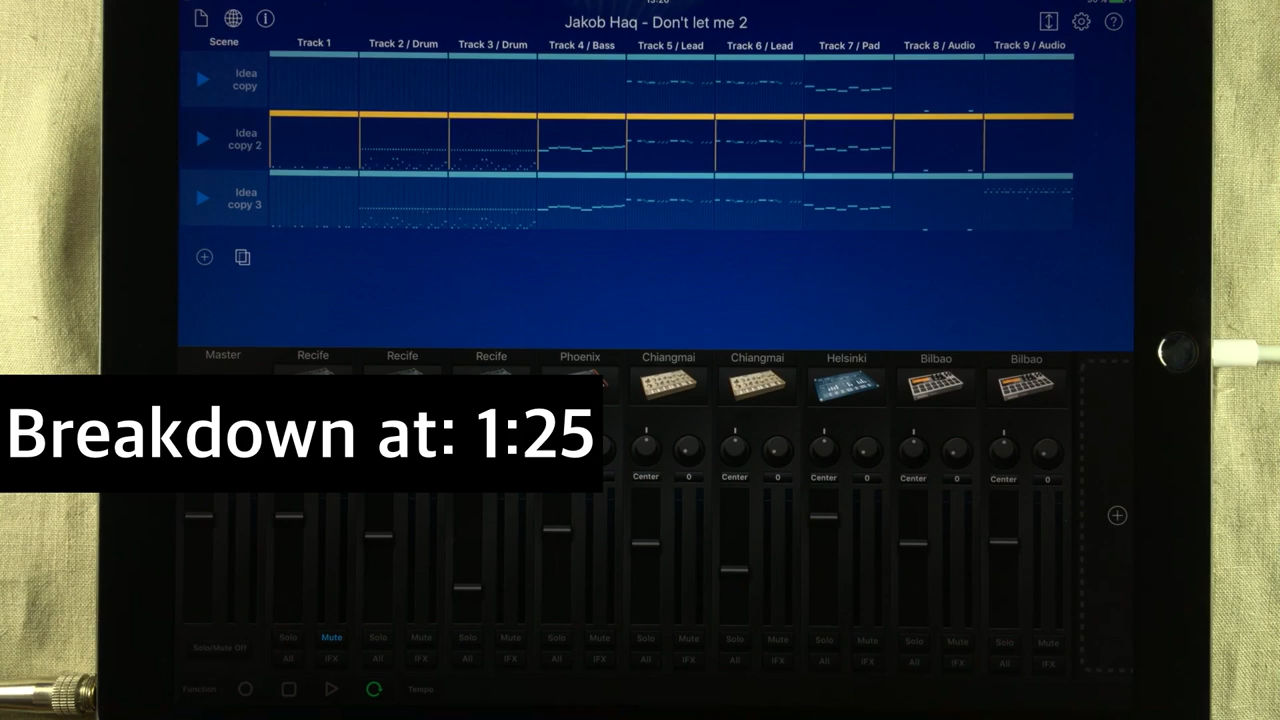 Jakob Haq - Don't let me 2
Scene Track 1 Track 2 / Drum Track 3 / Drum Track 4 / Bass Track 5 / Lead Track 6 / Lead Track 7 / Pad Track 8 / Audio Track 9 / Audio
Idea
copy
Idea
copy 2
Idea
copy 3
Master Recife Recife Recife Phoenix Chiangmai Chiangmai Helsinki Bilbao Bilbao
Breakdown at: 1:25
Center 0 Center 0 Center 0 Center 0 Center 0
Solo Mute Solo Mute Solo Mute Solo Mute Solo Mute Solo Mute Solo Mute Solo Mute Solo Mute
Solo/Mute Off
All IFX All IFX All IFX All IFX All IFX All IFX All IFX All IFX All IFX
Function Tempo